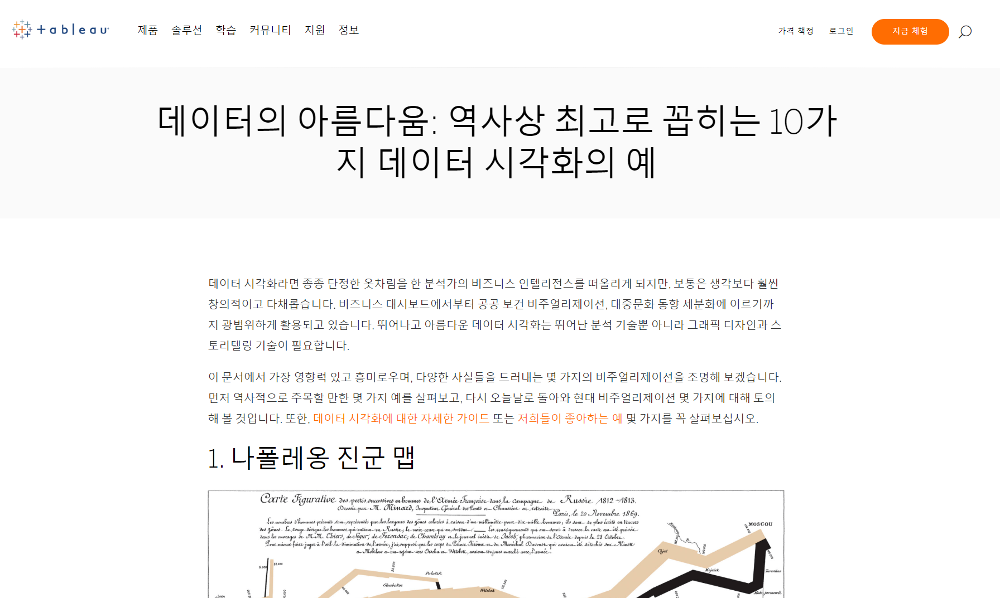 tableau
제품 솔루션 학습 커뮤니티 지원 정보
가격 책정 로그인 지금 체험
데이터의 아름다움: 역사상 최고로 꼽히는 10가
지 데이터 시각화의 예
데이터 시각화라면 종종 단정한 옷차림을 한 분석가의 비즈니스 인텔리전스를 떠올리게 되지만, 보통은 생각보다 훨씬
창의적이고 다채롭습니다. 비즈니스 대시보드에서부터 공공 보건 비주얼리제이션, 대중문화 동향 세분화에 이르기까
지 광범위하게 활용되고 있습니다. 뛰어나고 아름다운 데이터 시각화는 뛰어난 분석 기술뿐 아니라 그래픽 디자인과 스
토리텔링 기술이 필요합니다.
이 문서에서 가장 영향력 있고 흥미로우며, 다양한 사실들을 드러내는 몇 가지의 비주얼리제이션을 조명해 보겠습니다.
먼저 역사적으로 주목할 만한 몇 가지 예를 살펴보고, 다시 오늘날로 돌아와 현대 비주얼리제이션 몇 가지에 대해 토의
해 볼 것입니다. 또한, 데이터 시각화에 대한 자세한 가이드 또는 저희들이 좋아하는 예 몇 가지를 꼭 살펴보십시오.
1. 나폴레옹 진군 맵
Carte Figurative des pertes successives en hommes de l'Armée Française dans la campagne de Russie 1812-1813.
Dressée par M. Minard, Inspecteur Général des Ponts et Chaussées en retraite.
Paris, le 20 Novembre 1869.
Les nombres d'hommes présents sont représentés par les largeurs des zones colorées à raison d'un millimètre pour dix mille hommes; ils sont de plus écrits en travers
des zones. Le rouge désigne les hommes qui entrent en Russie, le noir ceux qui en sortent. Les renseignements qui ont servi à dresser la carte ont été puisés
dans les ouvrages de M.M. Thiers, de Ségur, de Fezensac, de Chambray et le journal inédit de Jacob, pharmacien de l'Armée depuis le 28 Octobre.
Pour mieux faire juger à l'œil la diminution de l'armée, j'ai supposé que les corps du Prince Jérôme et du Maréchal Davoust qui avaient été détachés sur Minsk
et Mohilow et ont rejoint vers Orscha et Witebsk, avaient toujours marché avec l'armée.
MOSCOU
Chjat
6.000
22.000
Polotzk
Mojaisk
Tarantino
Gloubokoe
Witebsk
Malo-jarosewli